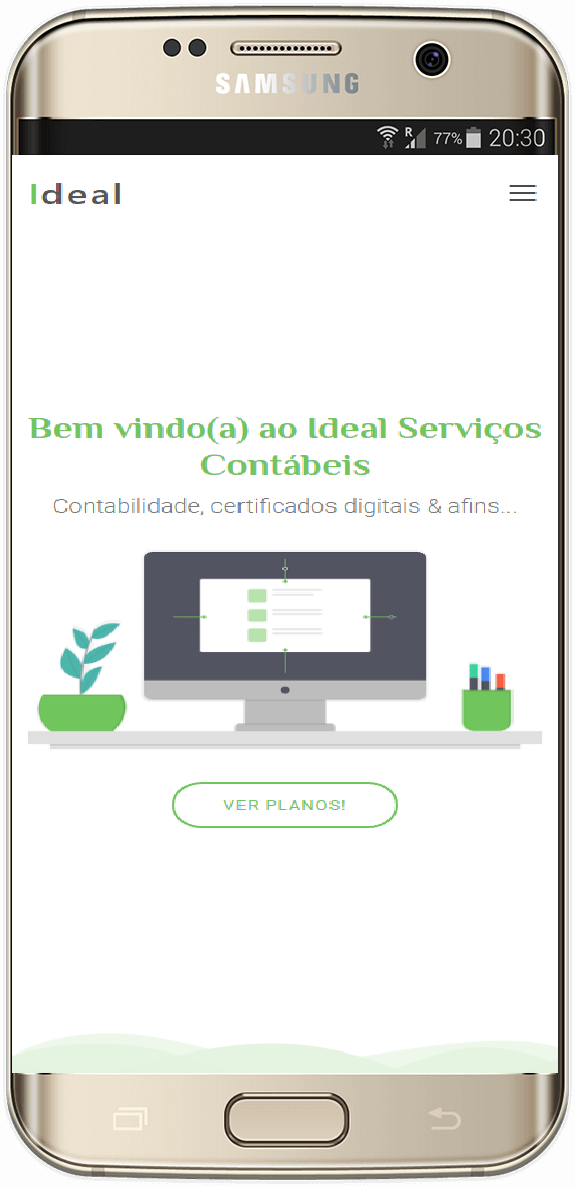 SAMSUNG
R 77% 20:30
Ideal
Bem vindo(a) ao Ideal Serviços
Contábeis
Contabilidade, certificados digitais & afins...
VER PLANOS!